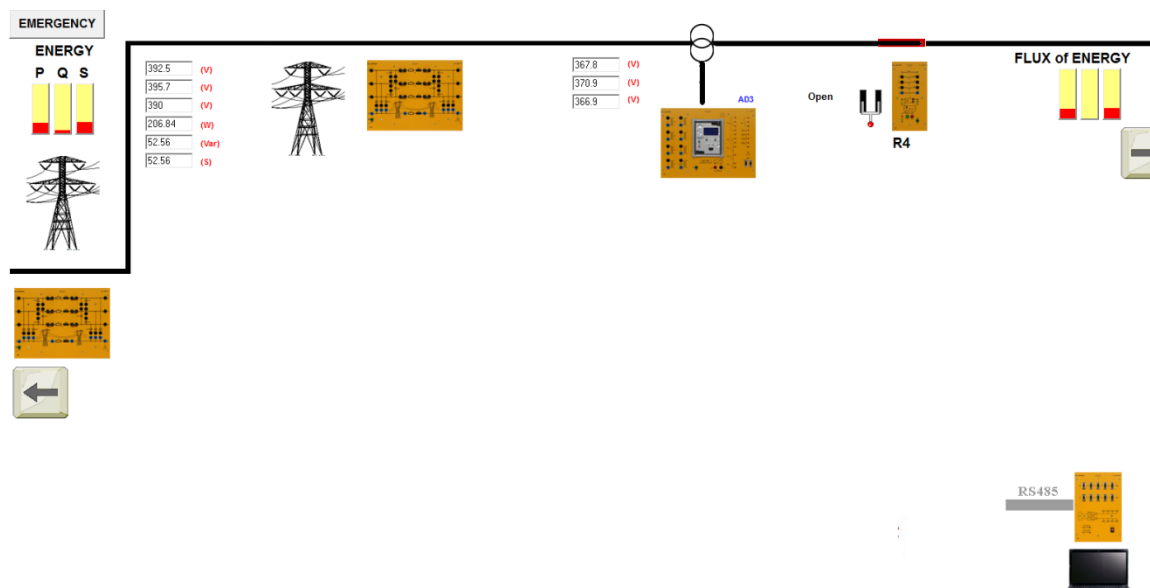 EMERGENCY
ENERGY
P Q S
392.5 (V)
395.7 (V)
390 (V)
206.84 (W)
52.56 (Var)
52.56 (S)
367.8 (V)
370.9 (V)
366.9 (V)
AD3
Open
R4
FLUX of ENERGY
RS485